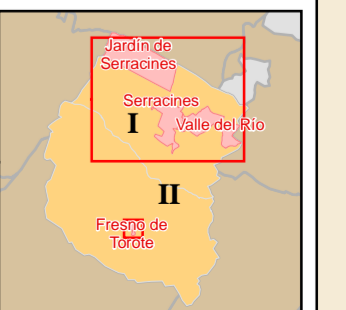 Jardín de
Serracines
Serracines
I
Valle del Río
II
Fresno de
Torote